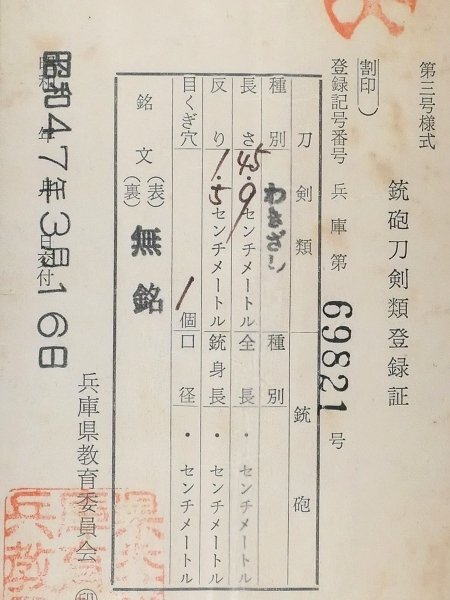 第三号様式
銃砲刀剣類登録証
割印
登録記号番号 兵庫 第 69821 号
刀剣類 銃砲
種別 わきざし 種別
長さ 45.9センチメートル 全長 ・ センチメートル
反り 1.5センチメートル 銃身長 ・ センチメートル
目くぎ穴 1個 口径 ・ センチメートル
銘文 (表) (裏) 無銘
昭和47年3月16日交付
兵庫県教育委員会 印